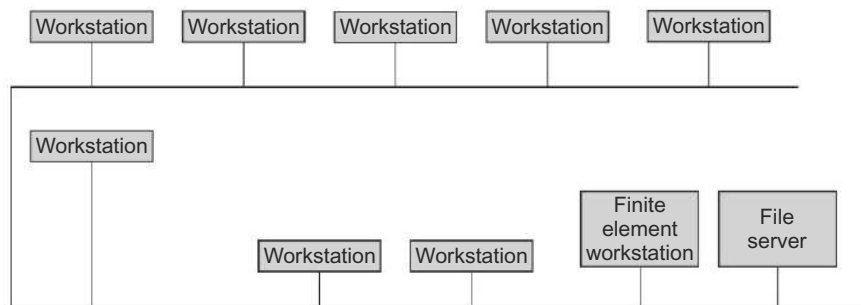 Workstation
Workstation
Workstation
Workstation
Workstation
Workstation
Workstation
Workstation
Finite
element
workstation
File
server